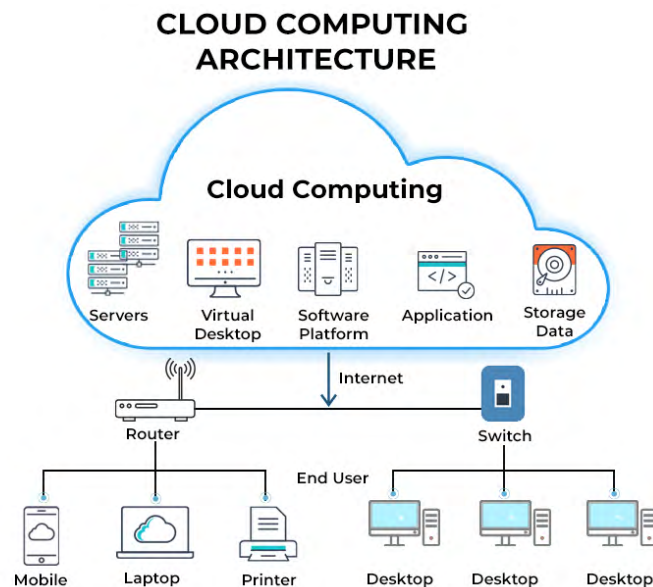 CLOUD COMPUTING
ARCHITECTURE
Cloud Computing
Servers
Virtual
Desktop
Software
Platform
Application
Storage
Data
Internet
Router
Switch
End User
Mobile
Laptop
Printer
Desktop
Desktop
Desktop